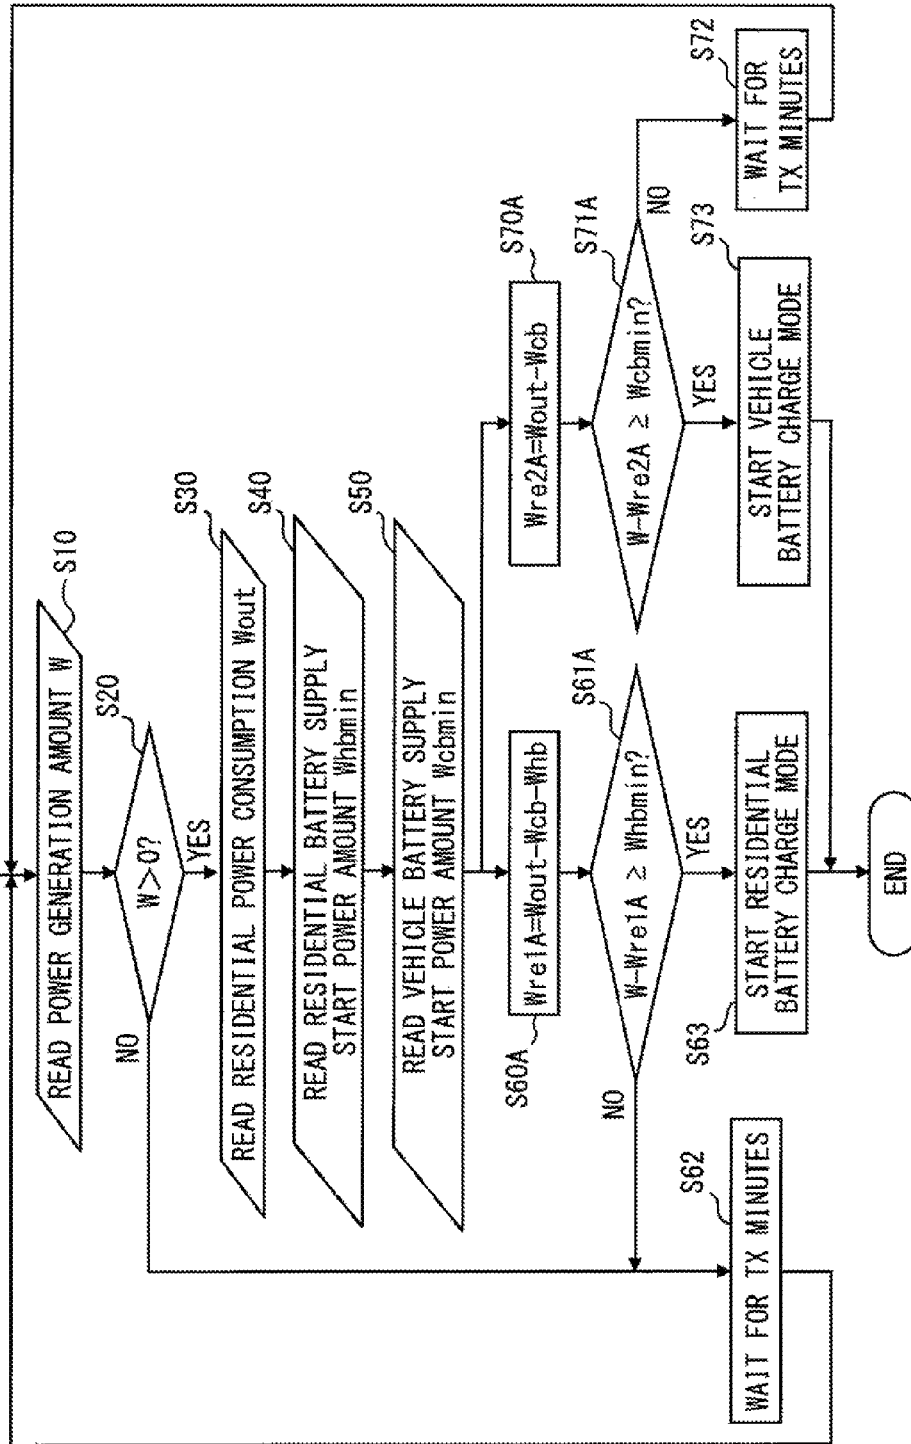 READ POWER GENERATION AMOUNT W
S10
W>0?
S20
NO
YES
READ RESIDENTIAL POWER CONSUMPTION Wout
S30
READ RESIDENTIAL BATTERY SUPPLY
START POWER AMOUNT Whbmin
S40
READ VEHICLE BATTERY SUPPLY
START POWER AMOUNT Wcbmin
S50
S60A
Wre1A=Wout-Wcb-Whb
Wre2A=Wout-Wcb
S70A
W-Wre1A ≥ Whbmin?
S61A
NO
YES
W-Wre2A ≥ Wcbmin?
S71A
NO
YES
WAIT FOR TX MINUTES
S62
START RESIDENTIAL
BATTERY CHARGE MODE
S63
START VEHICLE
BATTERY CHARGE MODE
S73
WAIT FOR
TX MINUTES
S72
END